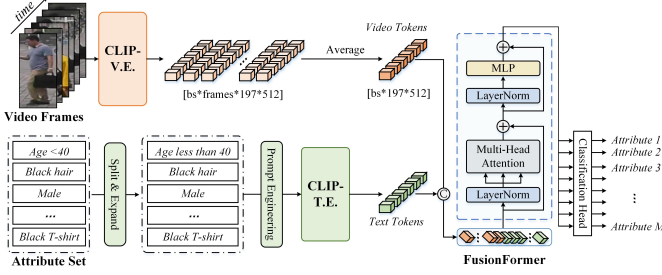 time
Video Frames
CLIP-
V.E.
[bs*frames*197*512]
Average
Video Tokens
[bs*197*512]
Age <40
Black hair
Male
...
Black T-shirt
Attribute Set
Split & Expand
Age less than 40
Black hair
Male
...
Black T-shirt
Prompt Engineering
CLIP-
T.E.
Text Tokens
C
MLP
LayerNorm
Multi-Head
Attention
LayerNorm
FusionFormer
Classification Head
Attribute 1
Attribute 2
Attribute 3
Attribute M